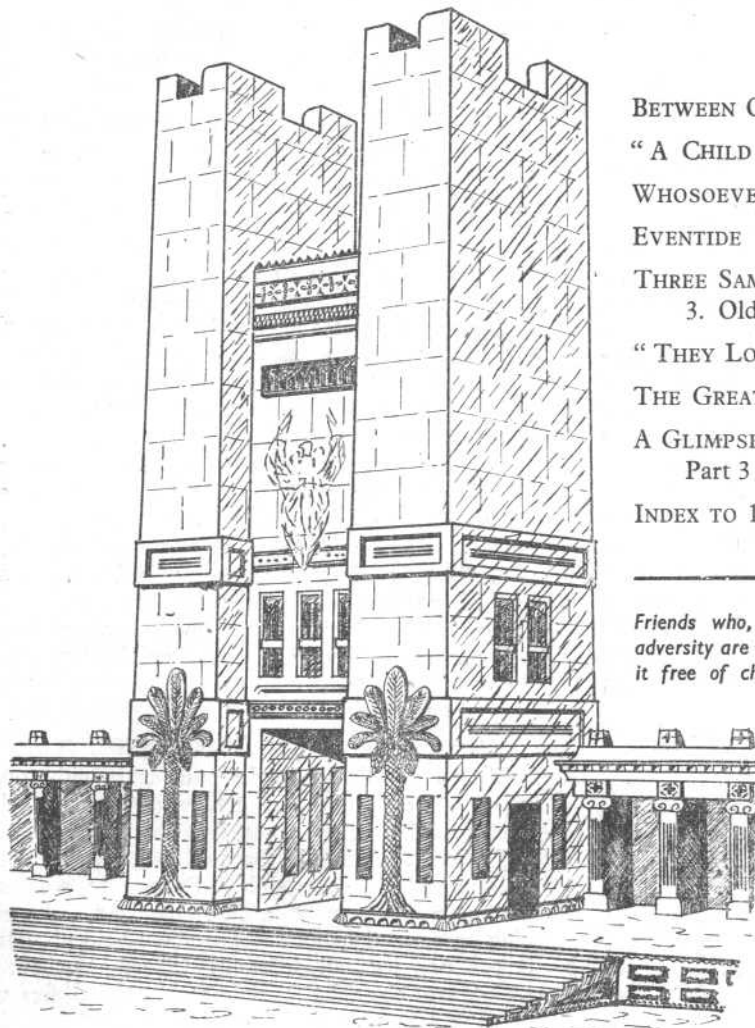 BETWEEN
“ A CHILD
WHOSOEVE
EVENTIDE
THREE SAM
3. Old
“ THEY LO
THE GREAT
A GLIMPSE
Part 3
INDEX TO 1
Friends who,
adversity are
it free of ch